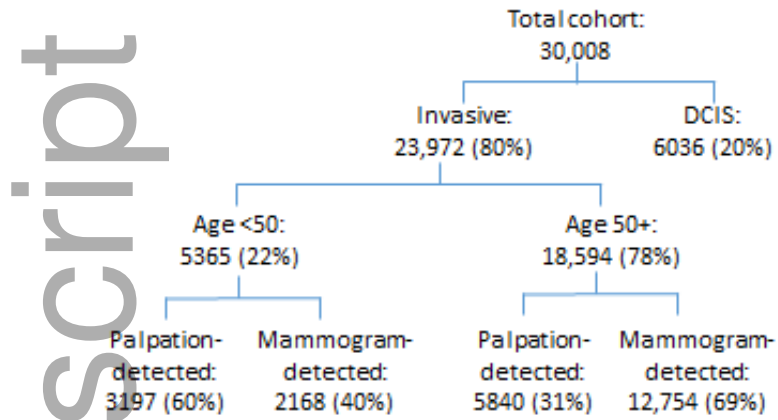 script
Total cohort:
30,008
Invasive:
23,972 (80%)
DCIS:
6036 (20%)
Age <50:
5365 (22%)
Age 50+:
18,594 (78%)
Palpation-
detected:
3197 (60%)
Mammogram-
detected:
2168 (40%)
Palpation-
detected:
5840 (31%)
Mammogram-
detected:
12,754 (69%)